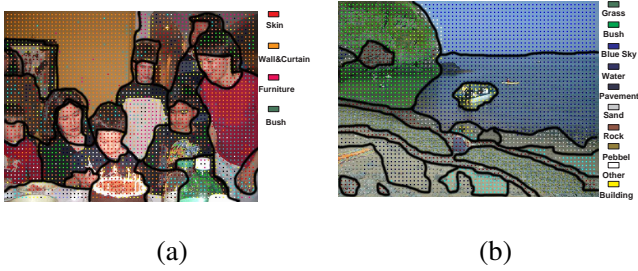 Skin
Wall&Curtain
Furniture
Bush
(a)
Grass
Bush
Blue Sky
Water
Pavement
Sand
Rock
Pebbel
Other
Building
(b)